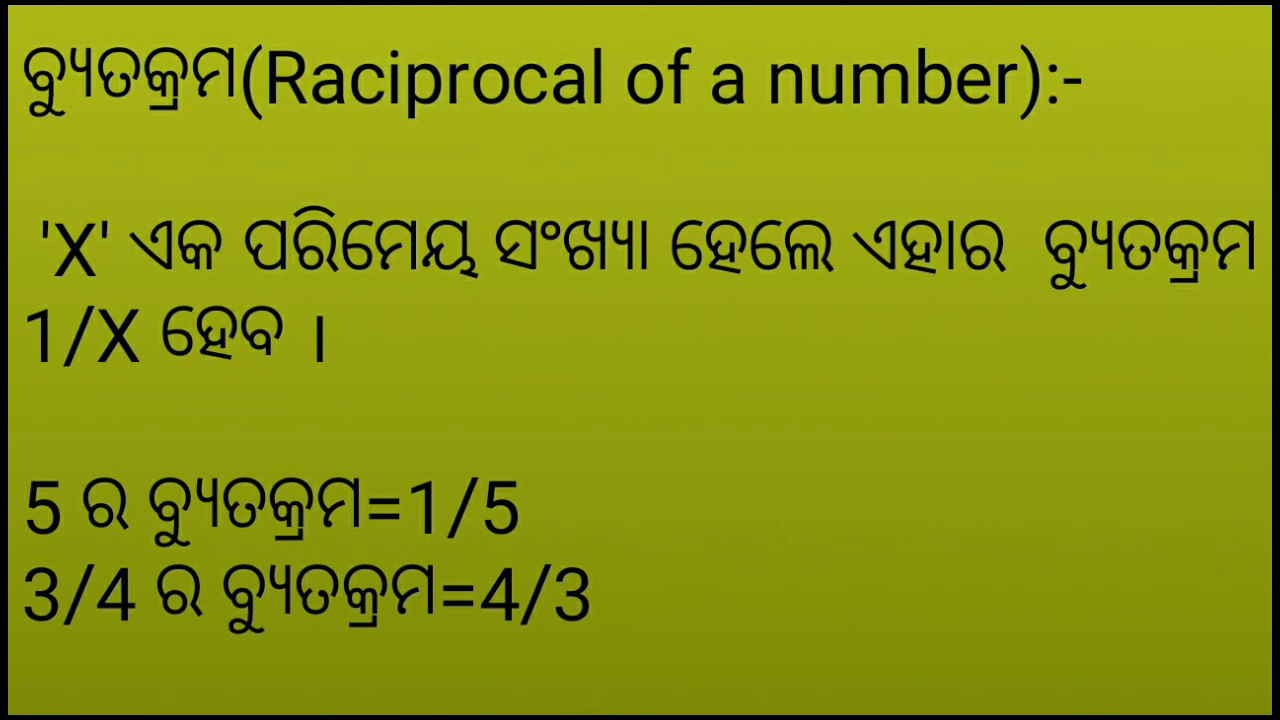 ବ୍ୟୁତକ୍ରମ(Raciprocal of a number):-
'X' ଏକ ପରିମେୟ ସଂଖ୍ୟା ହେଲେ ଏହାର ବ୍ୟୁତକ୍ରମ
1/X ହେବ ।
5 ର ବ୍ୟୁତକ୍ରମ=1/5
3/4 ର ବ୍ୟୁତକ୍ରମ=4/3